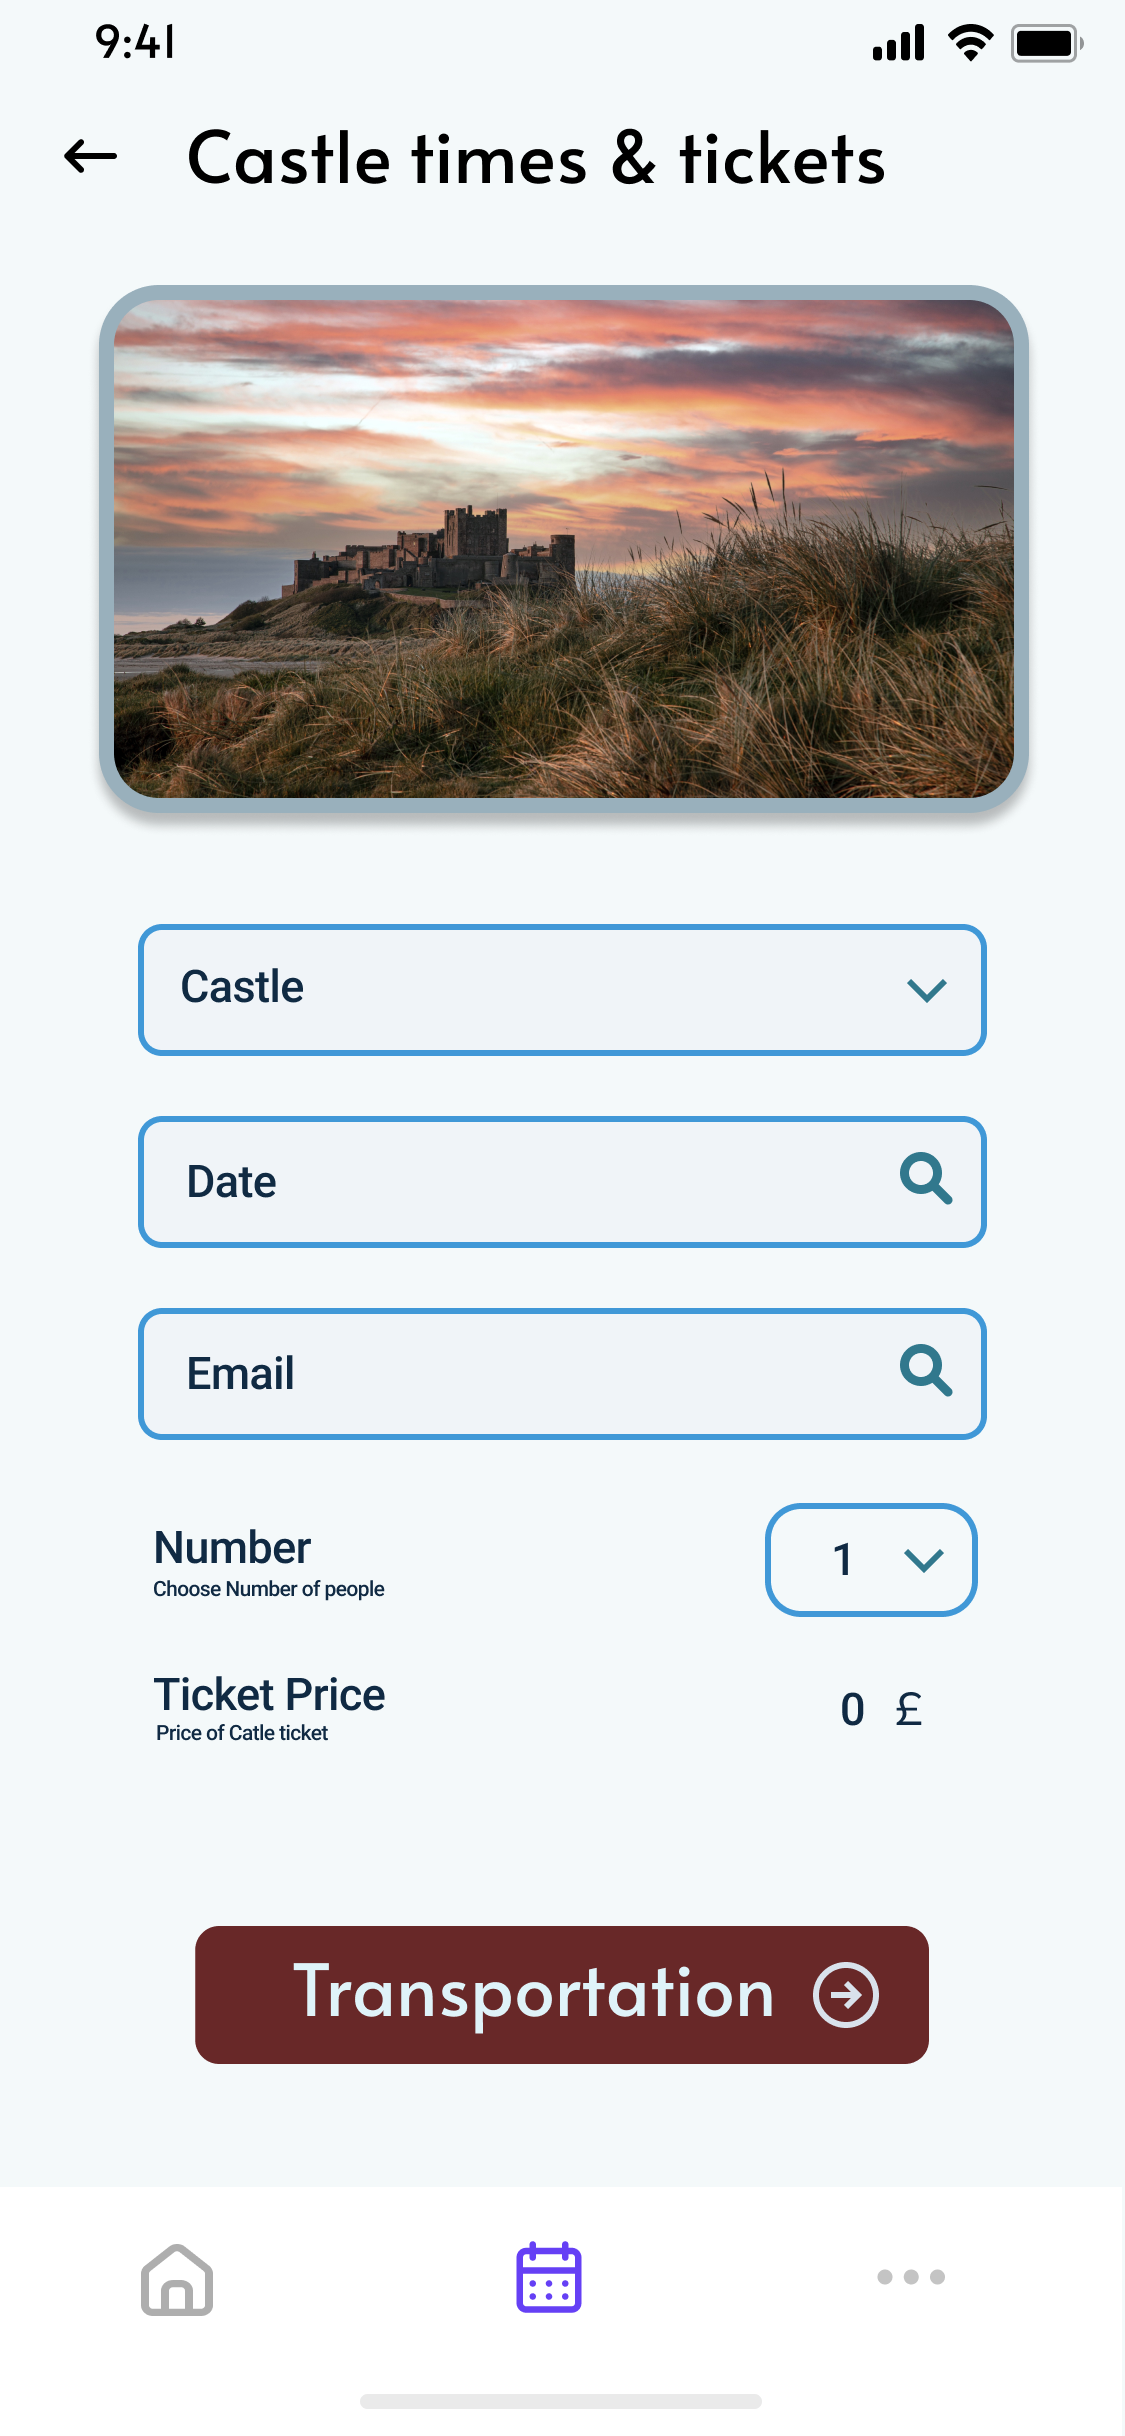 9:41
Castle times & tickets
Castle
Date
Email
Number
Choose Number of people
1
Ticket Price
Price of Catle ticket
0 £
Transportation